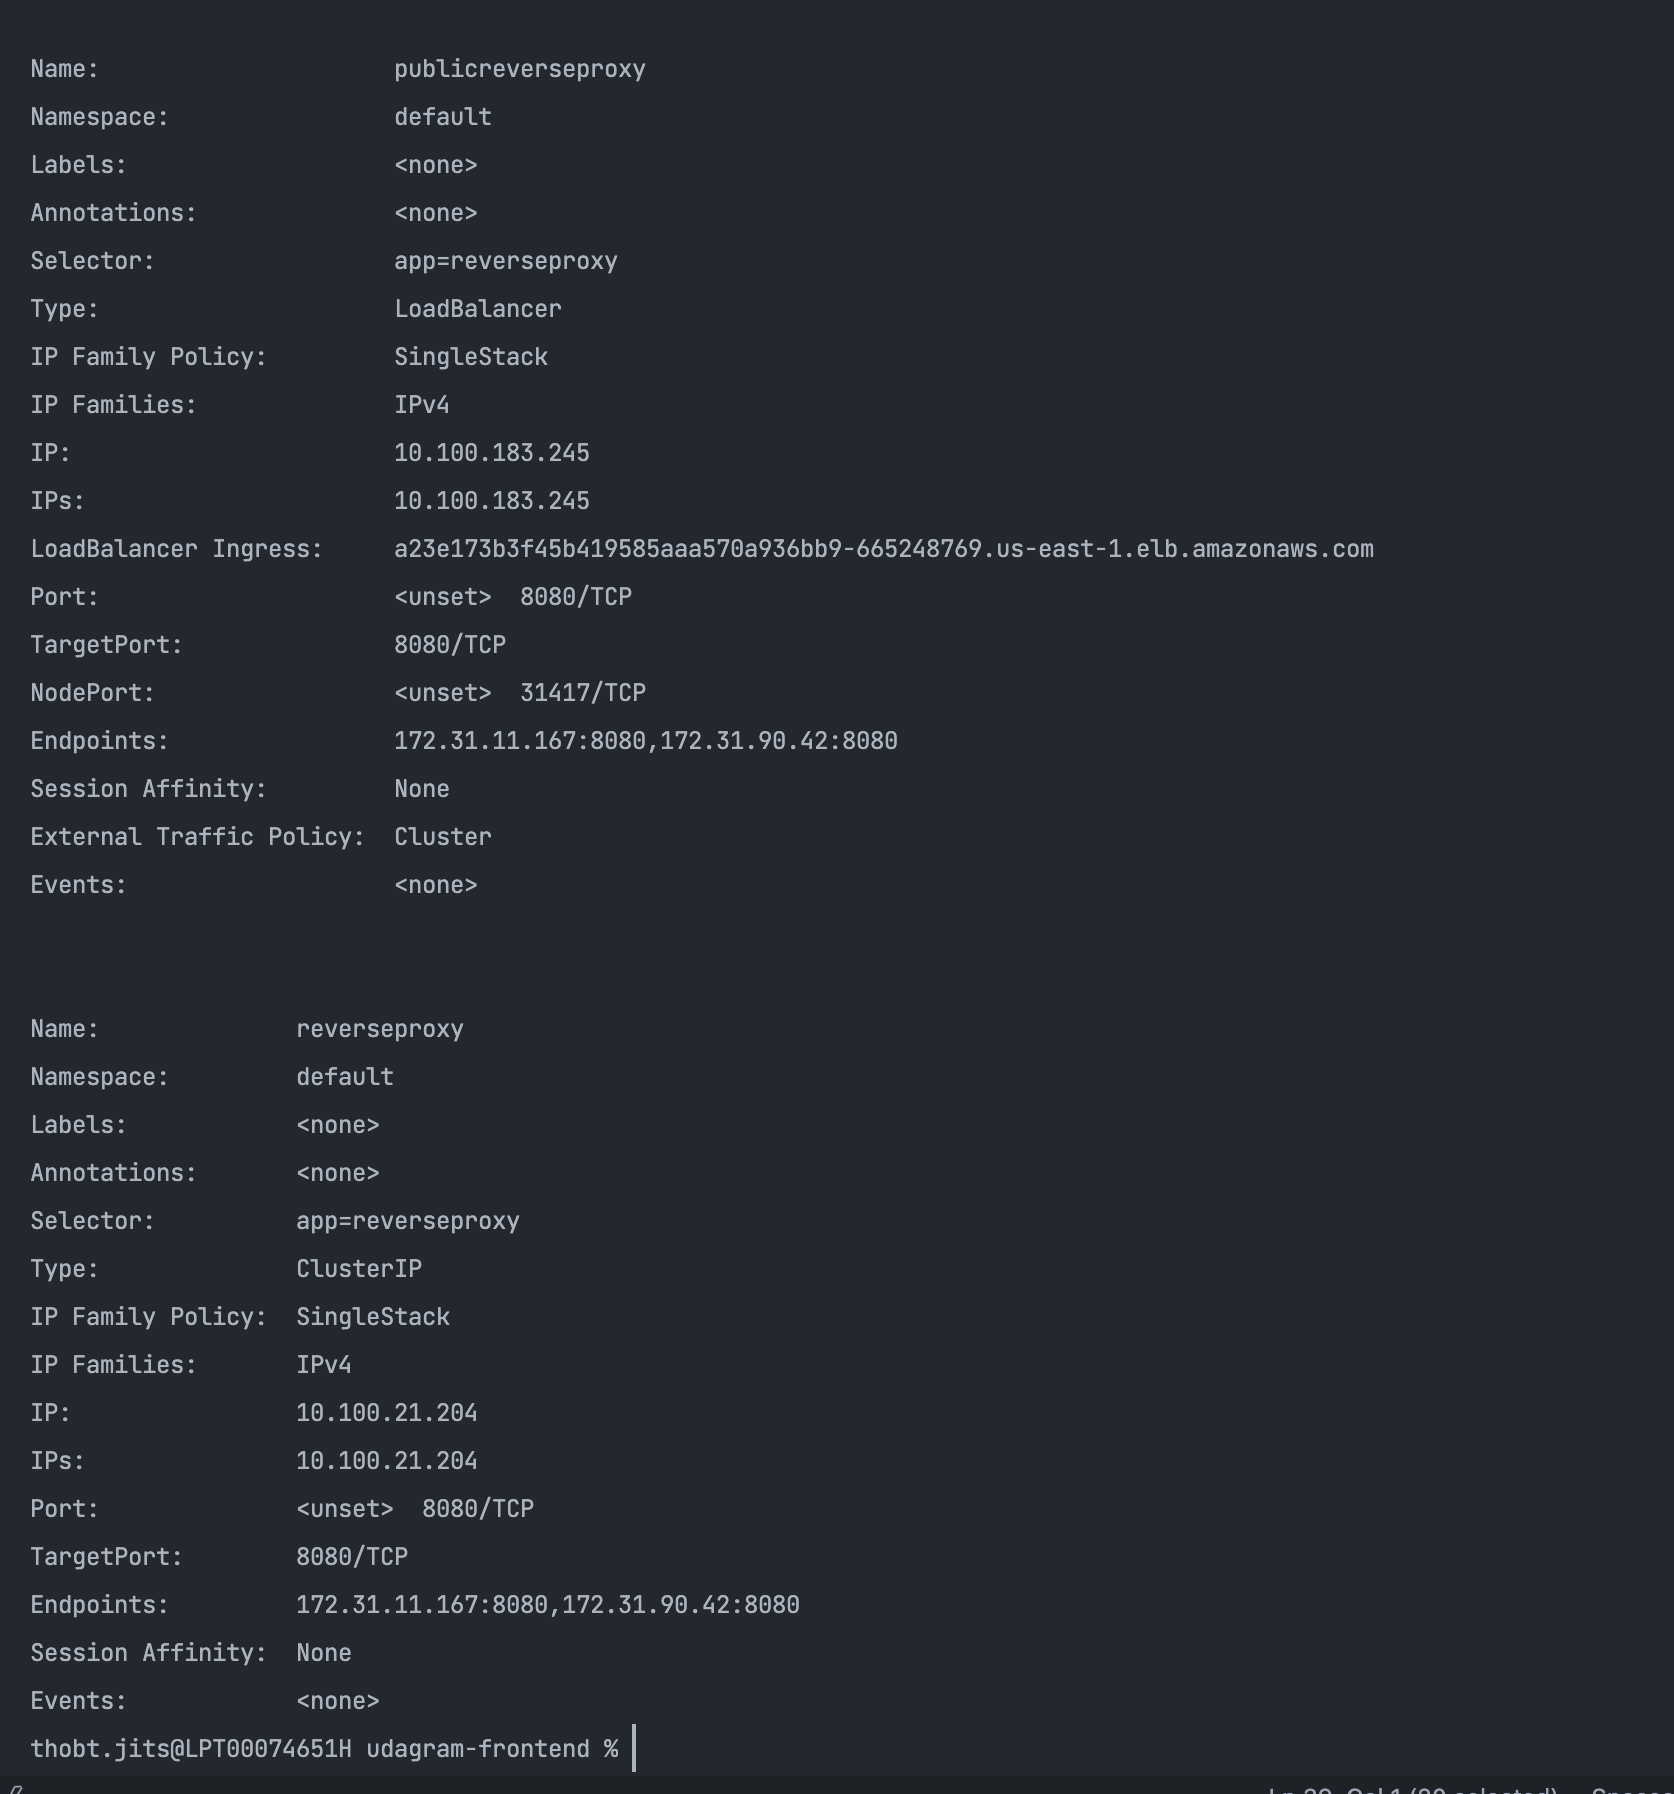 Name: publicreverseproxy
Namespace: default
Labels: <none>
Annotations: <none>
Selector: app=reverseproxy
Type: LoadBalancer
IP Family Policy: SingleStack
IP Families: IPv4
IP: 10.100.183.245
IPs: 10.100.183.245
LoadBalancer Ingress: a23e173b3f45b419585aaa570a936bb9-665248769.us-east-1.elb.amazonaws.com
Port: <unset> 8080/TCP
TargetPort: 8080/TCP
NodePort: <unset> 31417/TCP
Endpoints: 172.31.11.167:8080,172.31.90.42:8080
Session Affinity: None
External Traffic Policy: Cluster
Events: <none>
Name: reverseproxy
Namespace: default
Labels: <none>
Annotations: <none>
Selector: app=reverseproxy
Type: ClusterIP
IP Family Policy: SingleStack
IP Families: IPv4
IP: 10.100.21.204
IPs: 10.100.21.204
Port: <unset> 8080/TCP
TargetPort: 8080/TCP
Endpoints: 172.31.11.167:8080,172.31.90.42:8080
Session Affinity: None
Events: <none>
thobt.jits@LPT00074651H udagram-frontend %